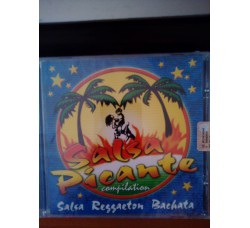 Salsa
Picante
compilation
Salsa Reggaeton Bachata